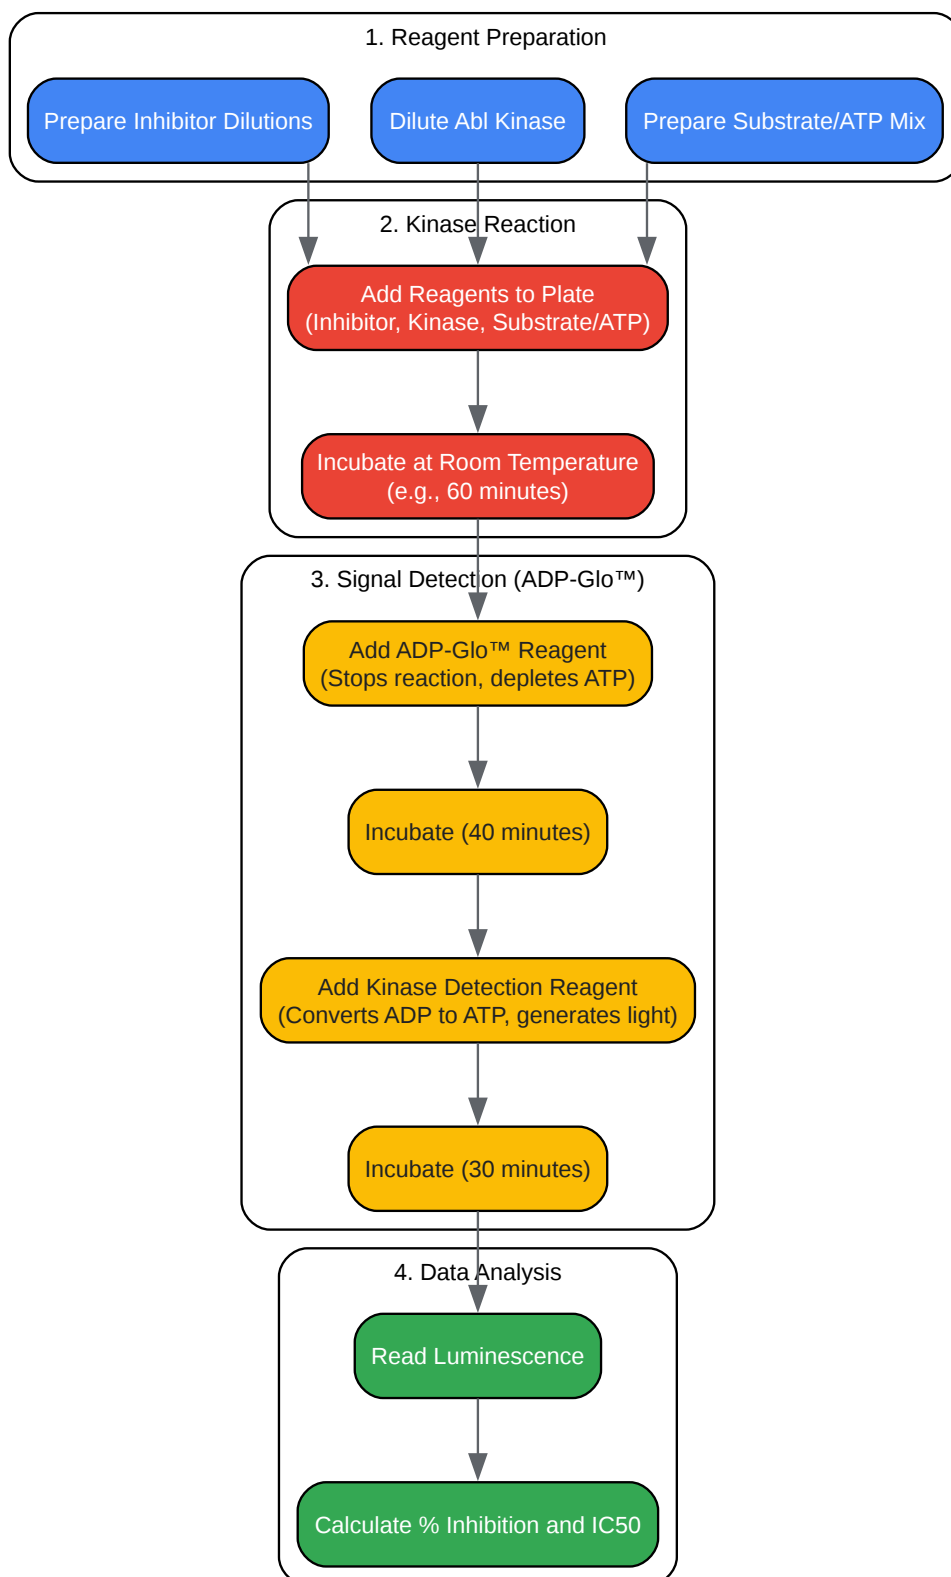 1. Reagent Preparation
Prepare Inhibitor Dilutions
Dilute Abl Kinase
Prepare Substrate/ATP Mix
2. Kinase Reaction
Add Reagents to Plate
(Inhibitor, Kinase, Substrate/ATP)
Incubate at Room Temperature
(e.g., 60 minutes)
3. Signal Detection (ADP-Glo™)
Add ADP-Glo™ Reagent
(Stops reaction, depletes ATP)
Incubate (40 minutes)
Add Kinase Detection Reagent
(Converts ADP to ATP, generates light)
Incubate (30 minutes)
4. Data Analysis
Read Luminescence
Calculate % Inhibition and IC50